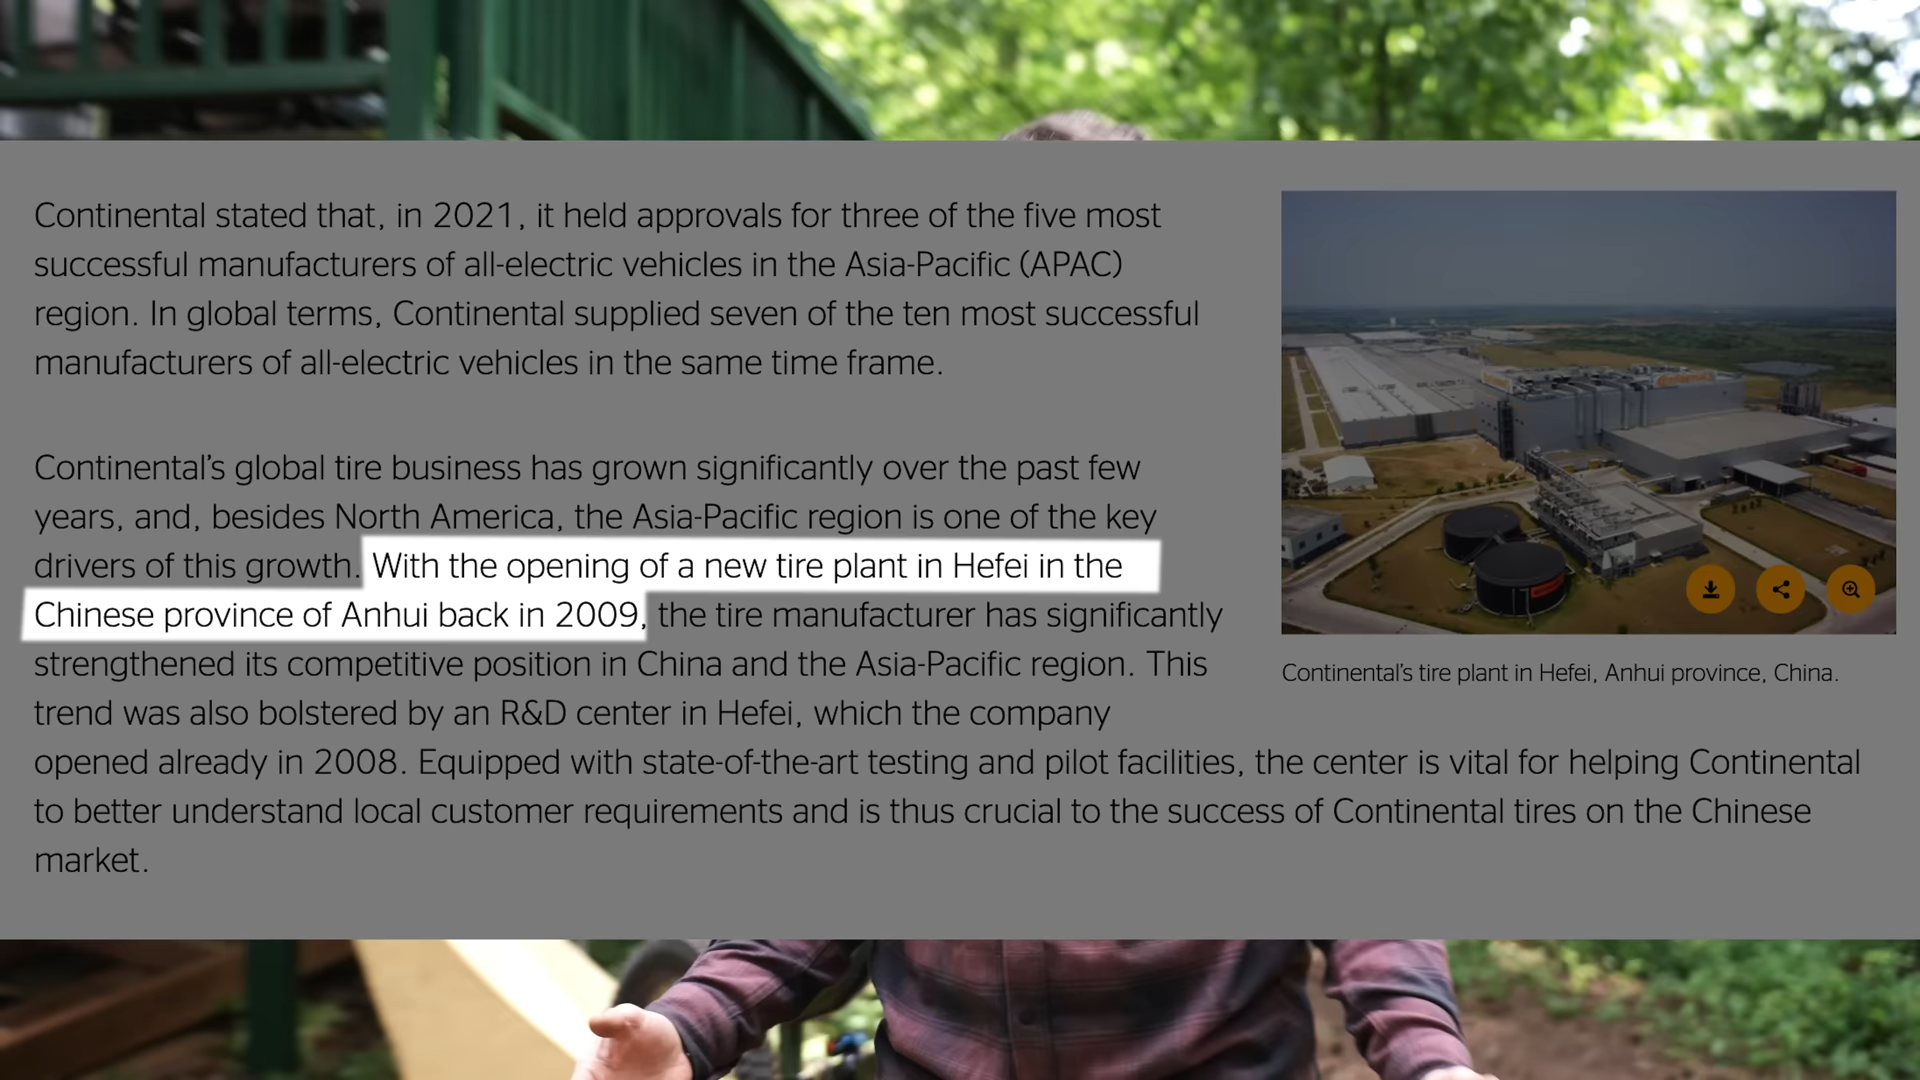 Continental stated that, in 2021, it held approvals for three of the five most
successful manufacturers of all-electric vehicles in the Asia-Pacific (APAC)
region. In global terms, Continental supplied seven of the ten most successful
manufacturers of all-electric vehicles in the same time frame.
Continental’s global tire business has grown significantly over the past few
years, and, besides North America, the Asia-Pacific region is one of the key
drivers of this growth. With the opening of a new tire plant in Hefei in the
Chinese province of Anhui back in 2009, the tire manufacturer has significantly
strengthened its competitive position in China and the Asia-Pacific region. This
trend was also bolstered by an R&D center in Hefei, which the company
opened already in 2008. Equipped with state-of-the-art testing and pilot facilities, the center is vital for helping Continental
to better understand local customer requirements and is thus crucial to the success of Continental tires on the Chinese
market.
Continental’s tire plant in Hefei, Anhui province, China.